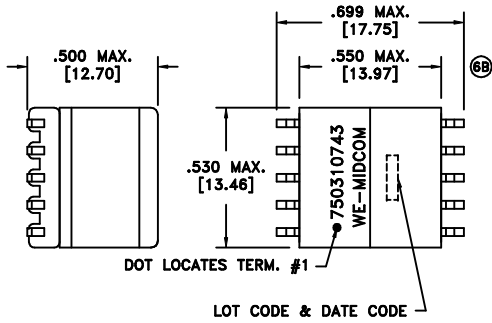 .699 MAX.
[17.75]
.500 MAX.
[12.70]
.550 MAX.
[13.97]
6B
.530 MAX.
[13.46]
750310743
WE-MIDCOM
DOT LOCATES TERM. #1
LOT CODE & DATE CODE